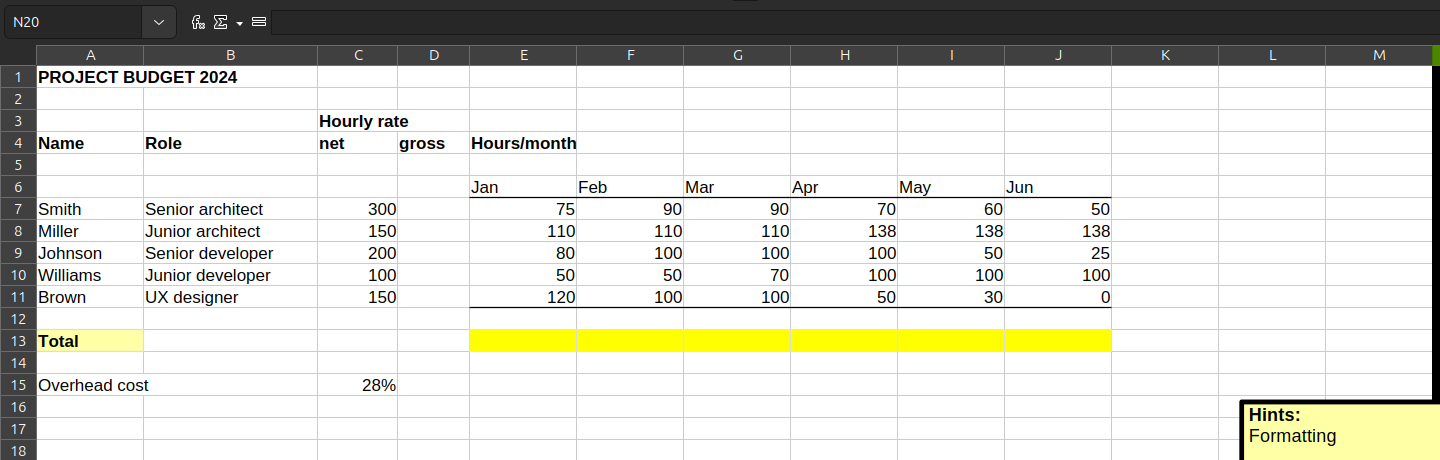 N20
A B C D E F G H I J K L M
1 PROJECT BUDGET 2024
2
3 Hourly rate
4 Name Role net gross Hours/month
5
6 Jan Feb Mar Apr May Jun
7 Smith Senior architect 300 75 90 90 70 60 50
8 Miller Junior architect 150 110 110 110 138 138 138
9 Johnson Senior developer 200 80 100 100 100 50 25
10 Williams Junior developer 100 50 50 70 100 100 100
11 Brown UX designer 150 120 100 100 50 30 0
12
13 Total
14
15 Overhead cost 28%
16
Hints:
17 Formatting
18